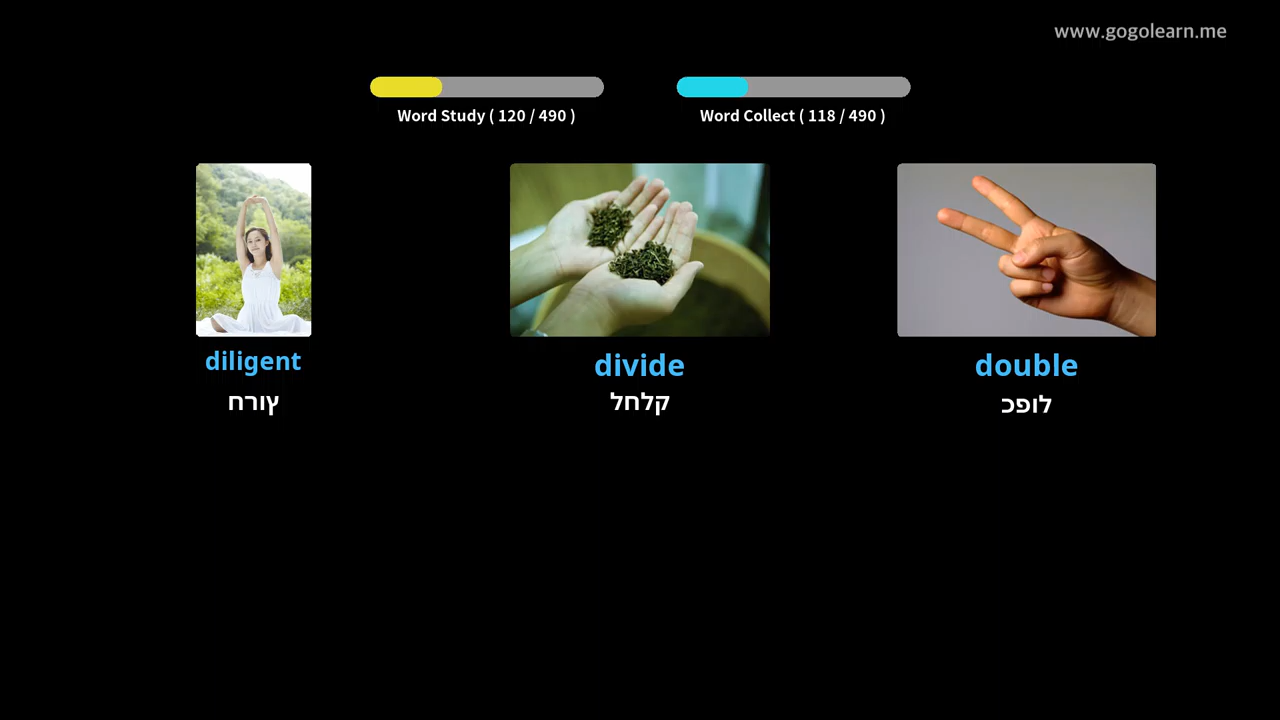 www.gogolearn.me
Word Study ( 120 / 490 )
Word Collect ( 118 / 490 )
diligent
חרוץ
divide
לחלק
double
כפול